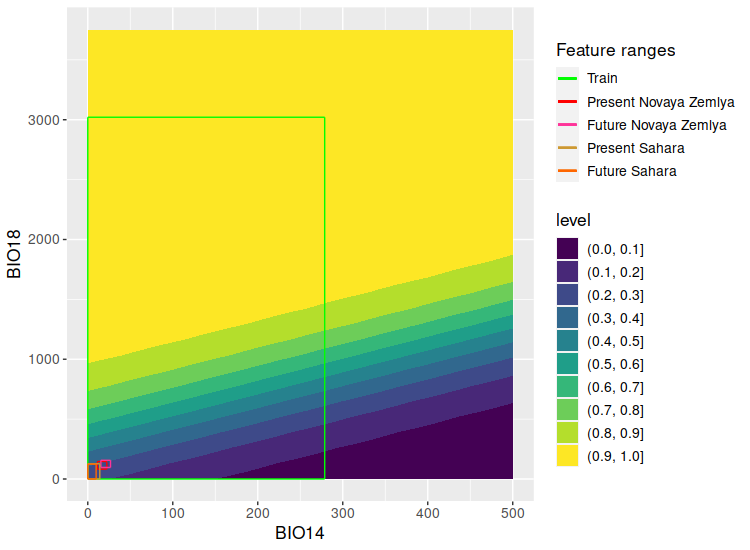 BIO18
3000
2000
1000
0
0
100
200
300
400
500
BIO14
Feature ranges
Train
Present Novaya Zemlya
Future Novaya Zemlya
Present Sahara
Future Sahara
level
(0.0, 0.1]
(0.1, 0.2]
(0.2, 0.3]
(0.3, 0.4]
(0.4, 0.5]
(0.5, 0.6]
(0.6, 0.7]
(0.7, 0.8]
(0.8, 0.9]
(0.9, 1.0]